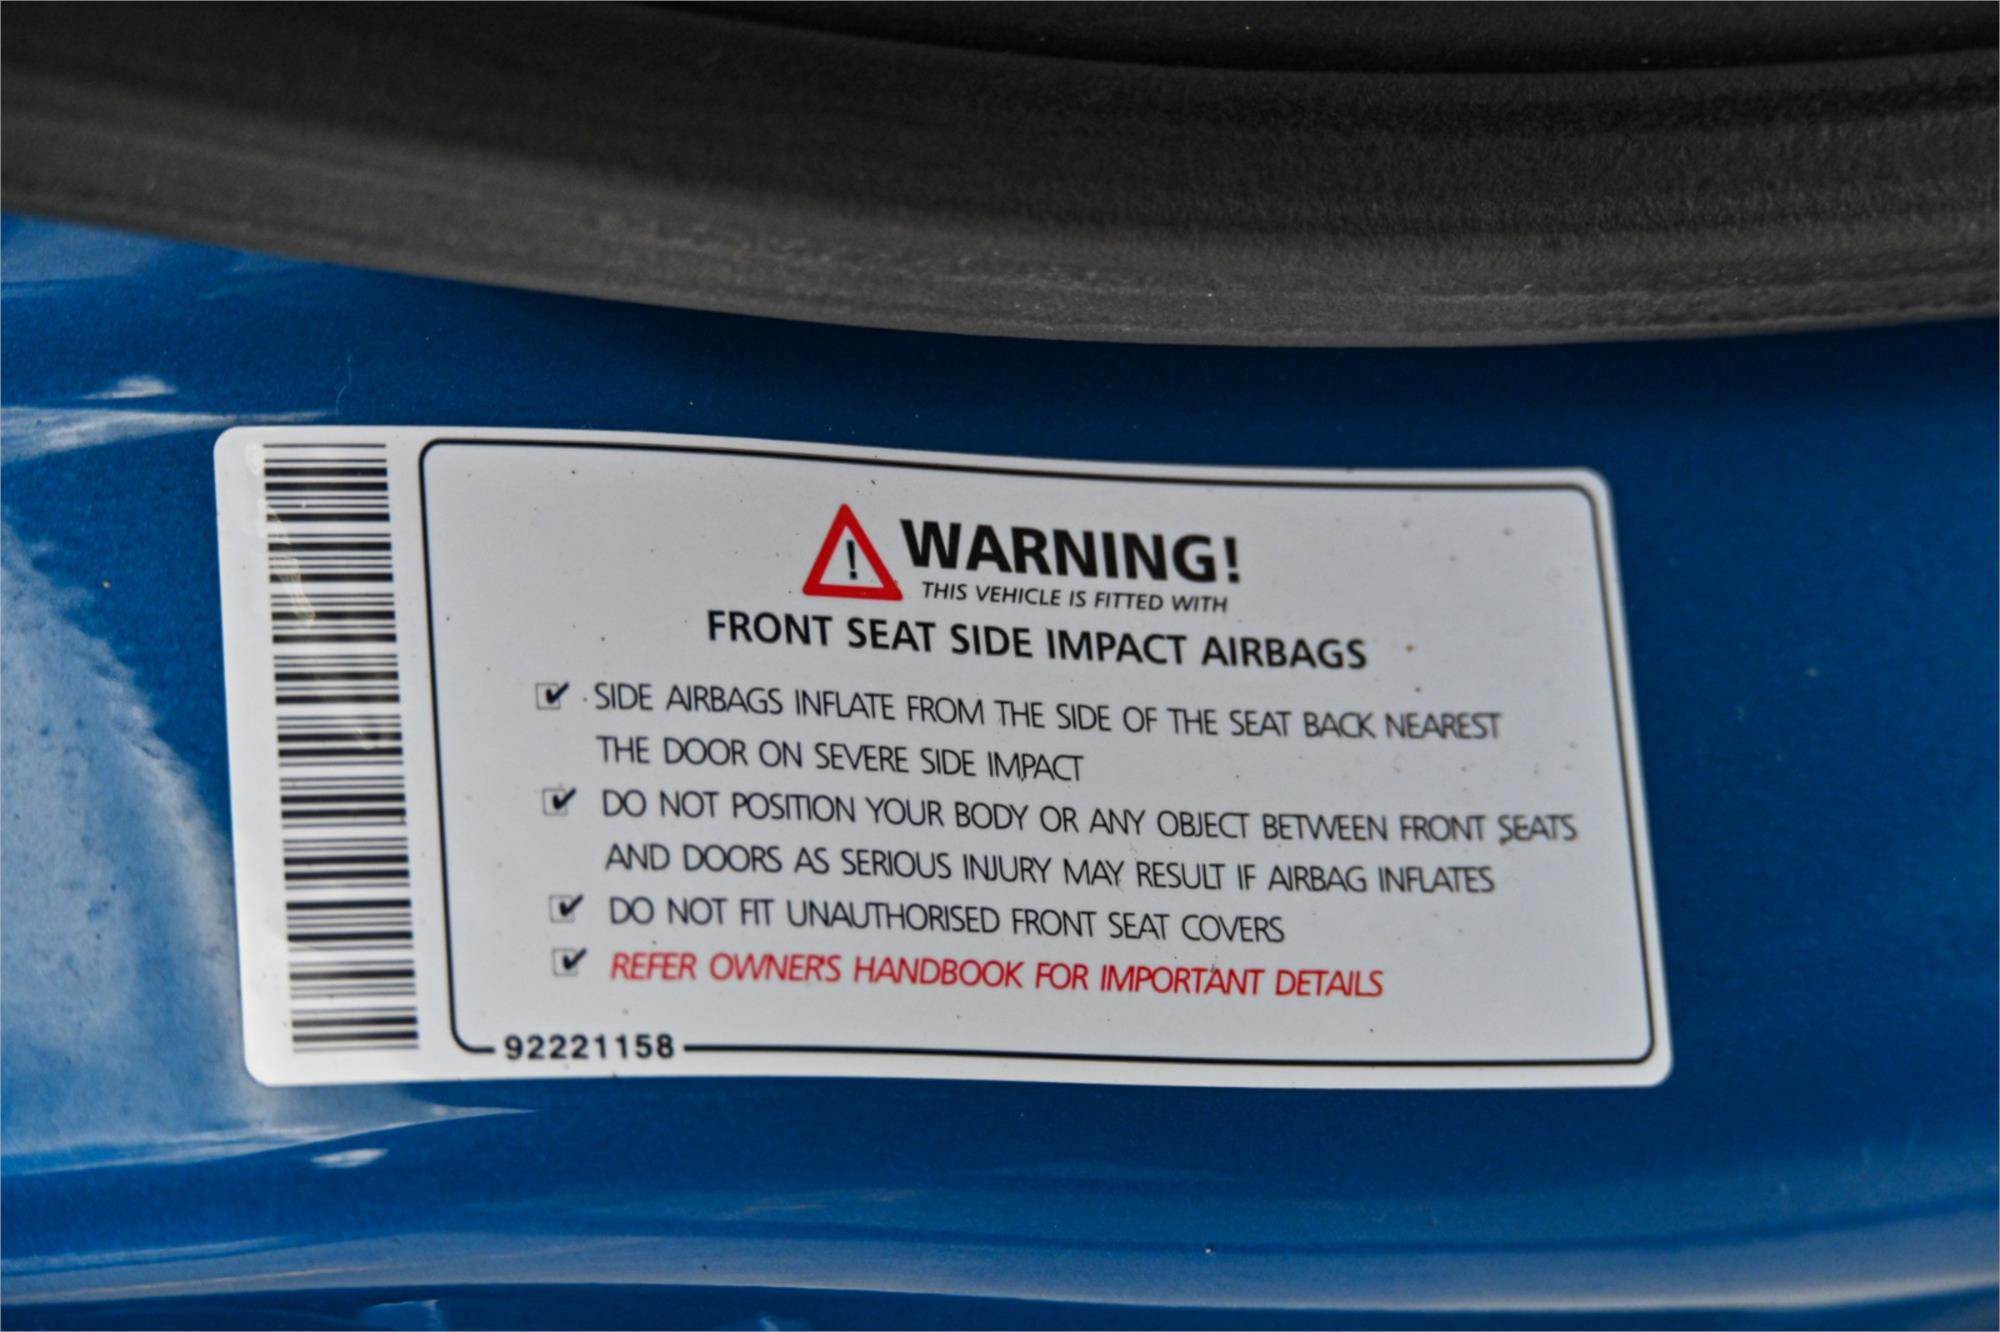 WARNING!
THIS VEHICLE IS FITTED WITH
FRONT SEAT SIDE IMPACT AIRBAGS
SIDE AIRBAGS INFLATE FROM THE SIDE OF THE SEAT BACK NEAREST
THE DOOR ON SEVERE SIDE IMPACT
DO NOT POSITION YOUR BODY OR ANY OBJECT BETWEEN FRONT SEATS
AND DOORS AS SERIOUS INJURY MAY RESULT IF AIRBAG INFLATES
DO NOT FIT UNAUTHORISED FRONT SEAT COVERS
REFER OWNER'S HANDBOOK FOR IMPORTANT DETAILS
92221158